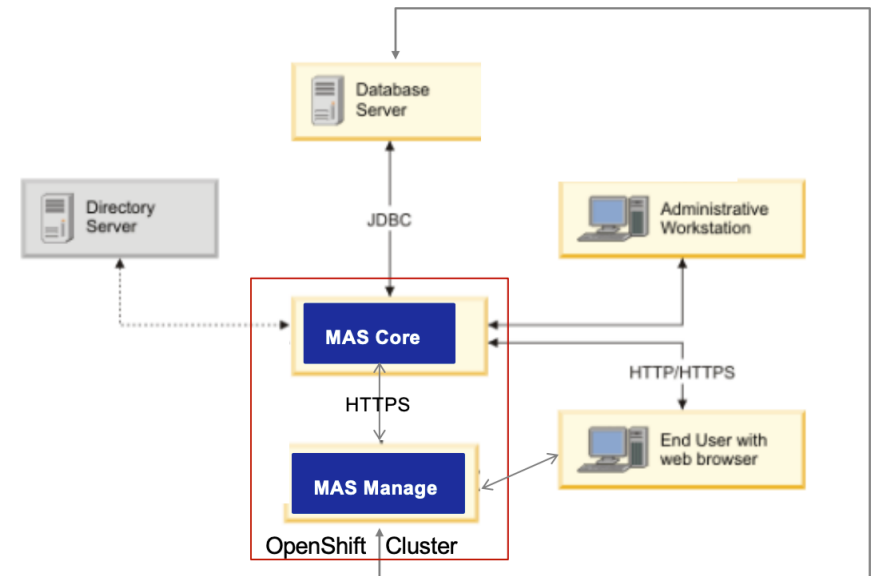 Database
Server
Directory
Server
JDBC
Administrative
Workstation
MAS Core
HTTP/HTTPS
HTTPS
End User with
web browser
MAS Manage
OpenShift Cluster